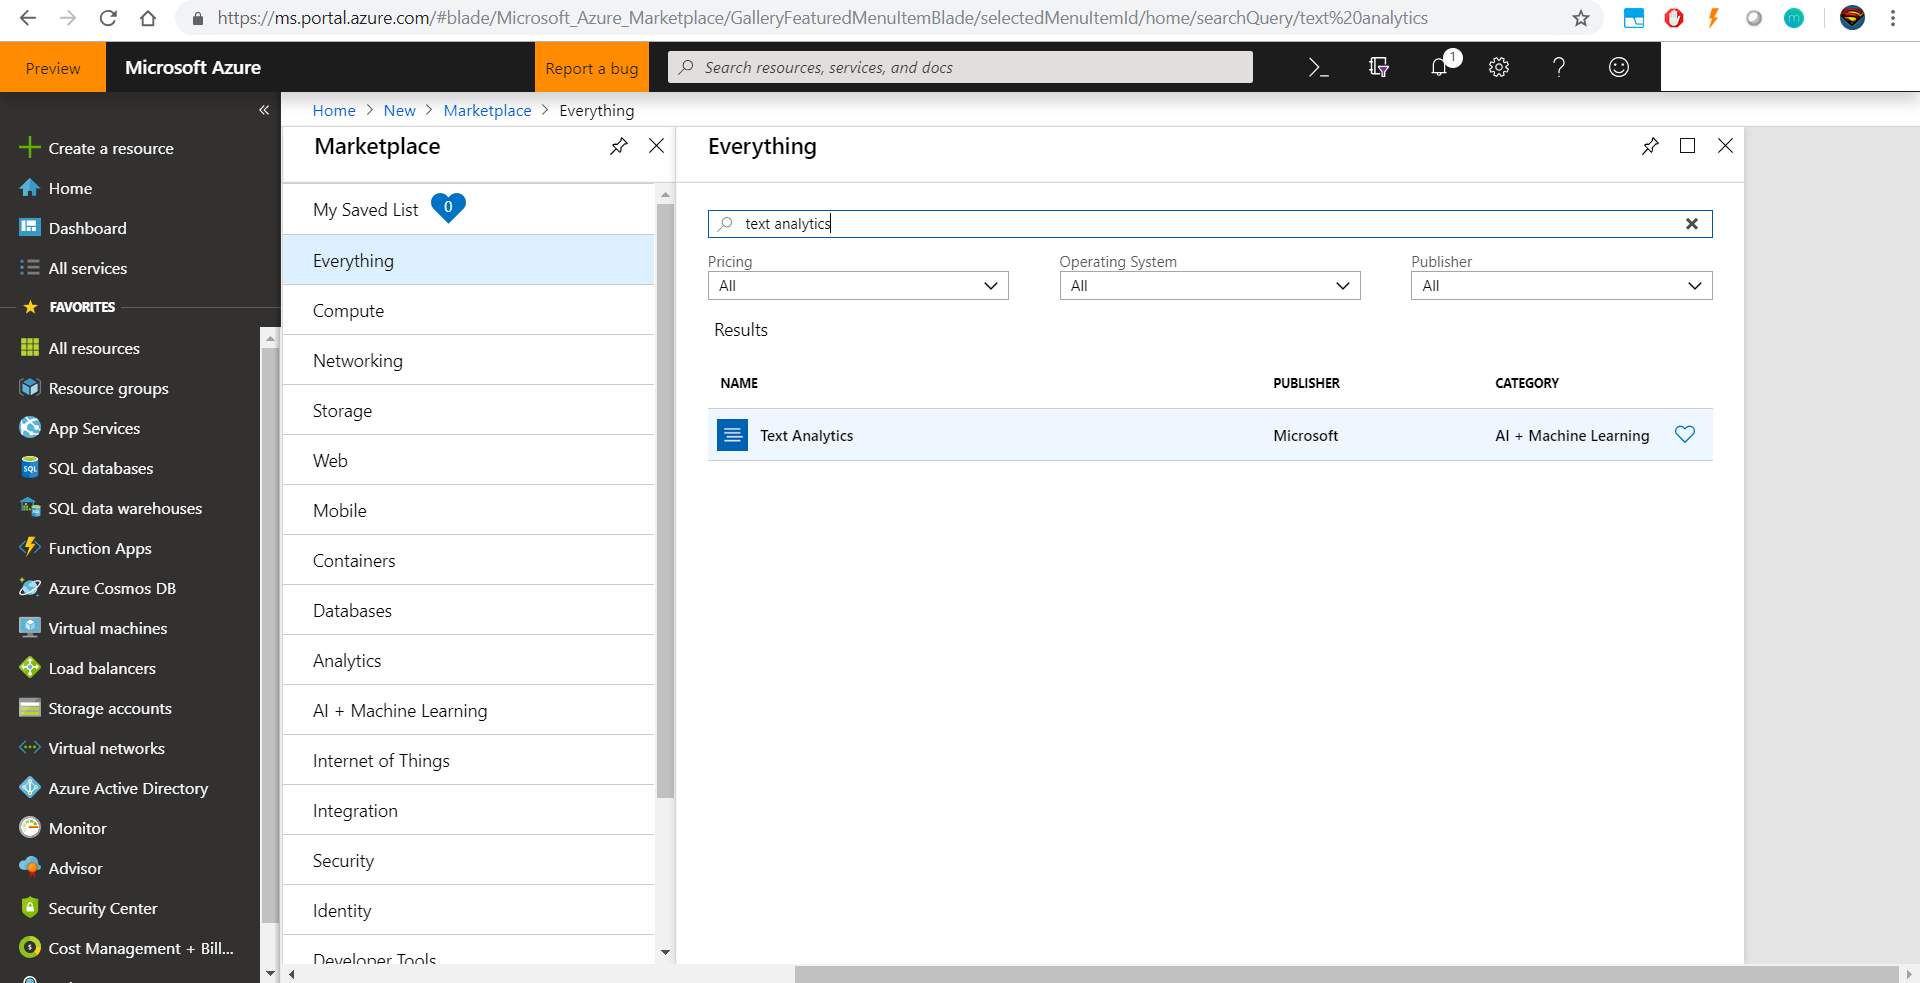 https://ms.portal.azure.com/#blade/Microsoft_Azure_Marketplace/GalleryFeaturedMenuItemBlade/selectedMenuItemId/home/searchQuery/text%20analytics
m
Preview
Microsoft Azure
Report a bug
Search resources, services, and docs
1
Create a resource
Home
Dashboard
All services
FAVORITES
All resources
Resource groups
App Services
SQL databases
SQL data warehouses
Function Apps
Azure Cosmos DB
Virtual machines
Load balancers
Storage accounts
Virtual networks
Azure Active Directory
Monitor
Advisor
Security Center
Cost Management + Bill...
Home > New > Marketplace > Everything
Marketplace
My Saved List 0
Everything
Compute
Networking
Storage
Web
Mobile
Containers
Databases
Analytics
AI + Machine Learning
Internet of Things
Integration
Security
Identity
Developer Tools
Everything
text analytics
Pricing Operating System Publisher
All All All
Results
NAME PUBLISHER CATEGORY
Text Analytics Microsoft AI + Machine Learning